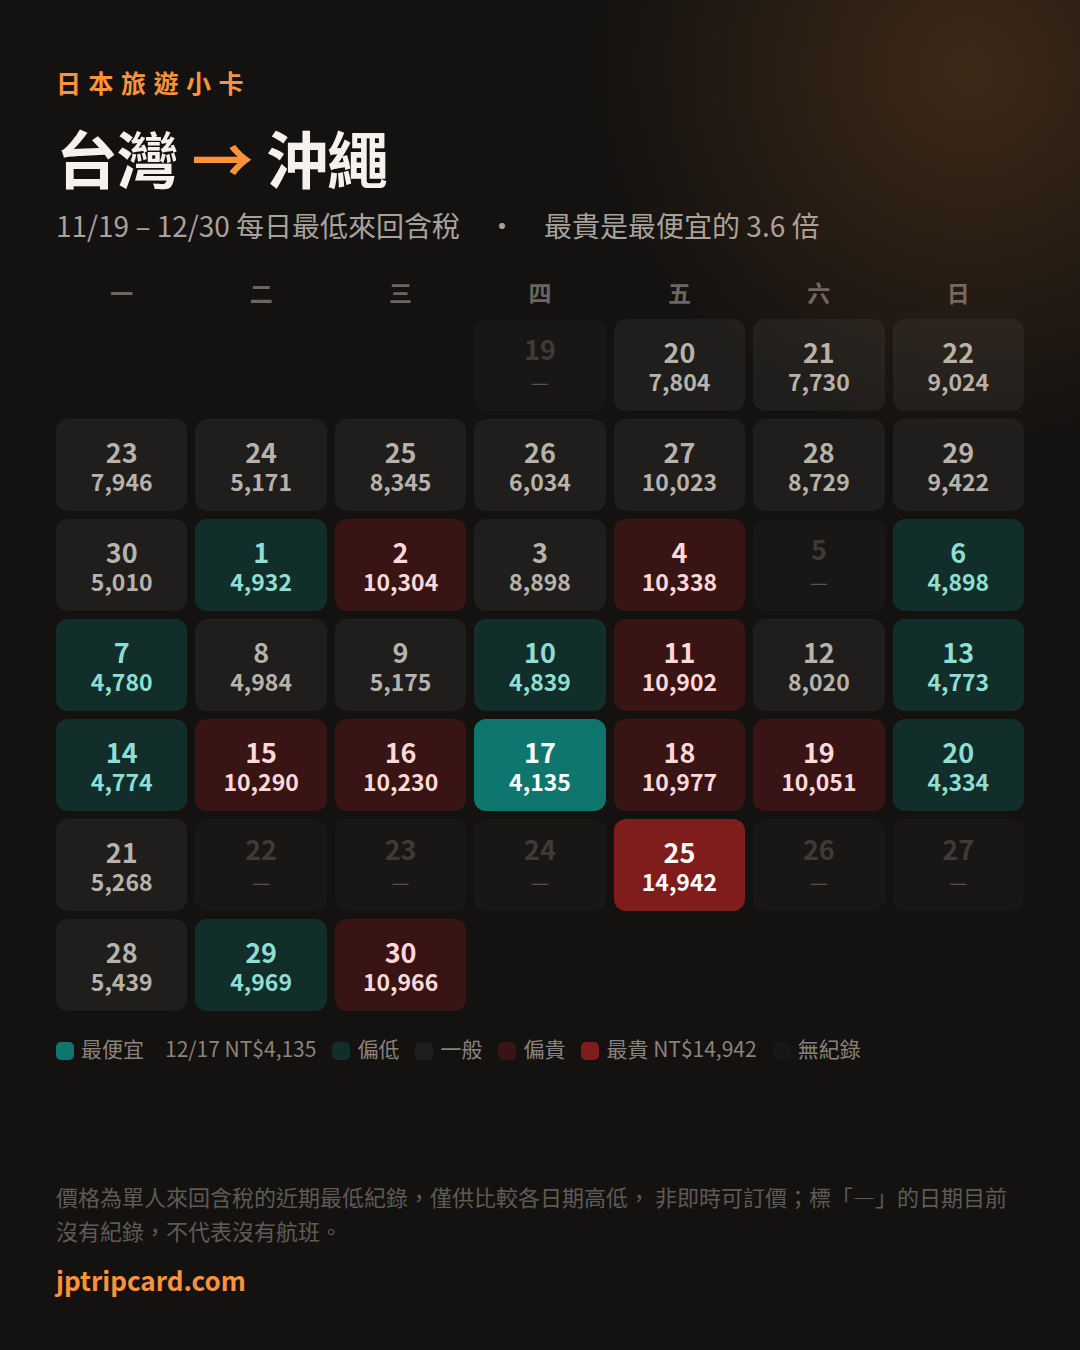 日本旅遊小卡
台灣 → 沖繩
11/19 – 12/30 每日最低來回含稅 ・ 最貴是最便宜的 3.6 倍
一 二 三 四 五 六 日
19 20 21 22
— 7,804 7,730 9,024
23 24 25 26 27 28 29
7,946 5,171 8,345 6,034 10,023 8,729 9,422
30 1 2 3 4 5 6
5,010 4,932 10,304 8,898 10,338 — 4,898
7 8 9 10 11 12 13
4,780 4,984 5,175 4,839 10,902 8,020 4,773
14 15 16 17 18 19 20
4,774 10,290 10,230 4,135 10,977 10,051 4,334
21 22 23 24 25 26 27
5,268 — — — 14,942 — —
28 29 30
5,439 4,969 10,966
最便宜 12/17 NT$4,135 偏低 一般 偏貴 最貴 NT$14,942 無紀錄
價格為單人來回含稅的近期最低紀錄，僅供比較各日期高低， 非即時可訂價；標「—」的日期目前
沒有紀錄，不代表沒有航班。
jptripcard.com